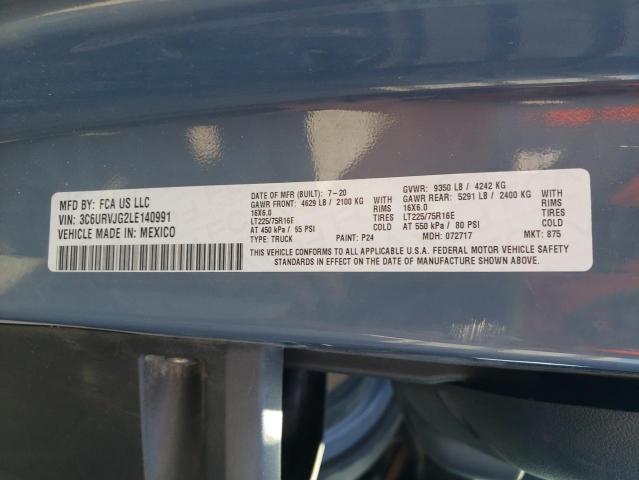 MFD BY: FCA US LLC
VIN: 3C6URVJG2LE140991
VEHICLE MADE IN: MEXICO
DATE OF MFR (BUILT): 7-20 GVWR: 9350 LB / 4242 KG
GAWR FRONT: 4629 LB / 2100 KG WITH GAWR REAR: 5291 LB / 2400 KG WITH
16X6.0 RIMS 16X6.0 RIMS
LT225/75R16E TIRES LT225/75R16E TIRES
AT 450 kPa / 65 PSI COLD AT 550 kPa / 80 PSI COLD
TYPE: TRUCK PAINT: P24 MDH: 072717 MKT: 875
THIS VEHICLE CONFORMS TO ALL APPLICABLE U.S.A. FEDERAL MOTOR VEHICLE SAFETY
STANDARDS IN EFFECT ON THE DATE OF MANUFACTURE SHOWN ABOVE.